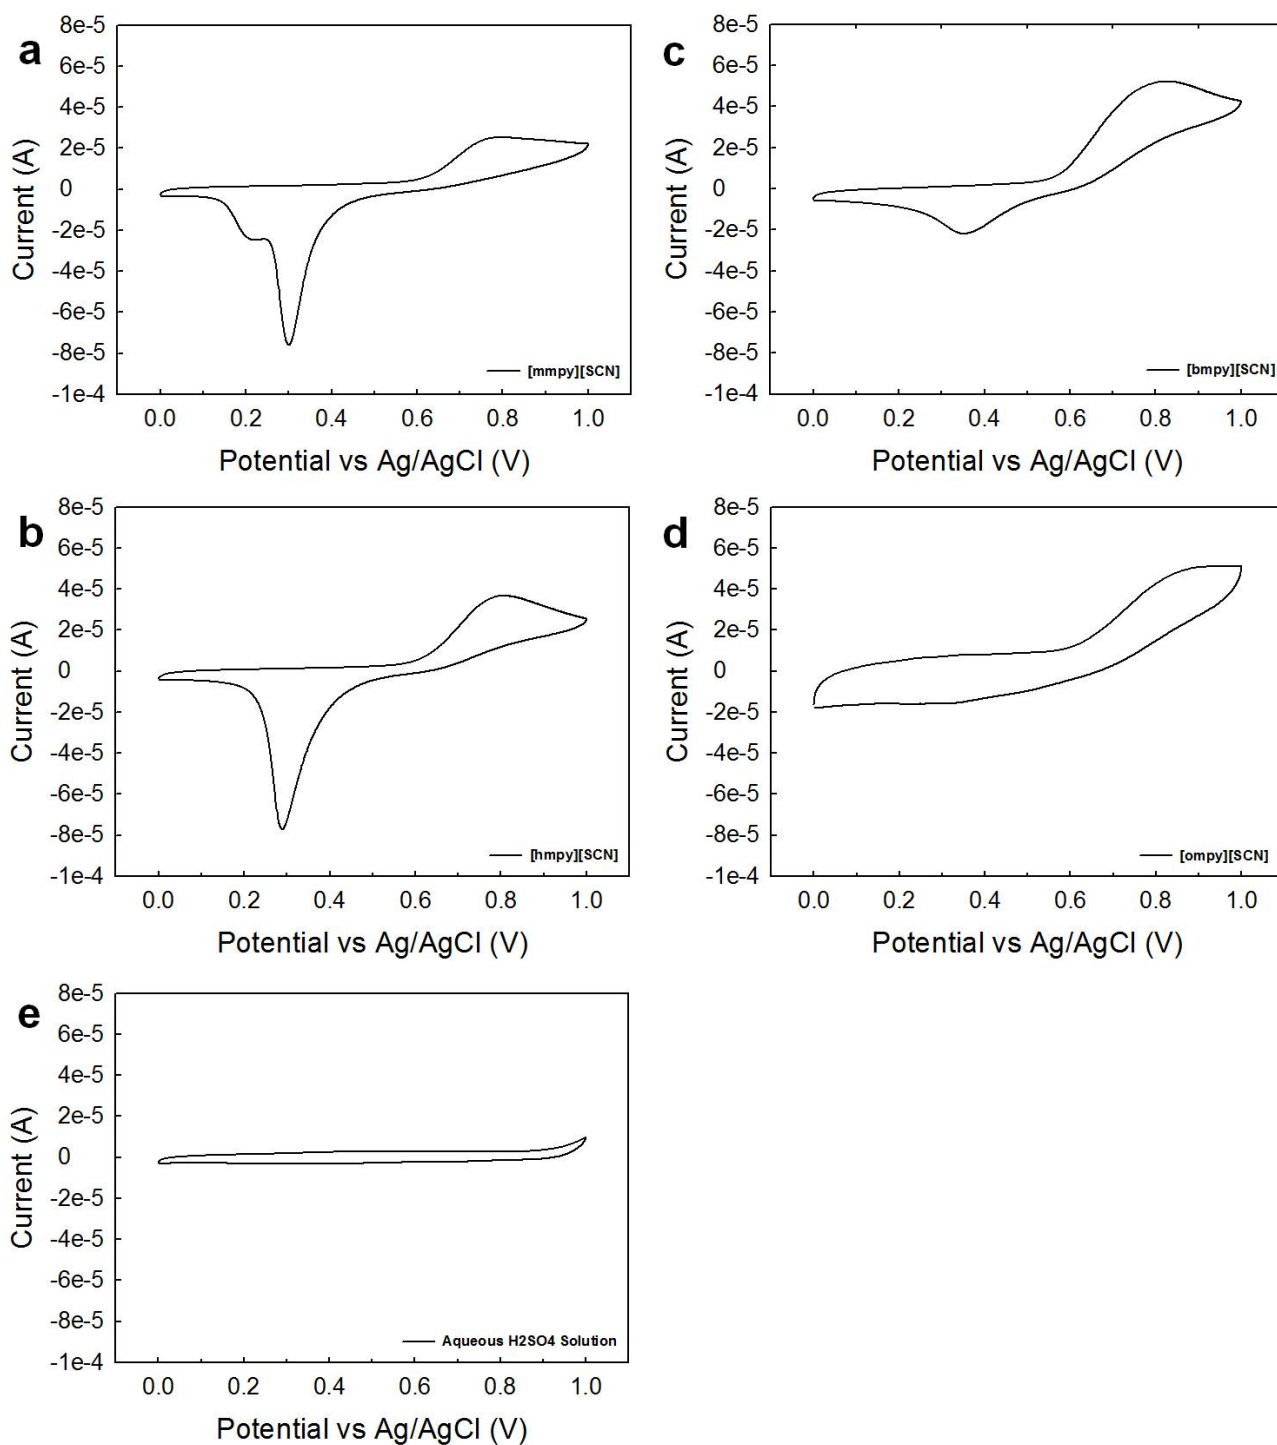 a
8e-5
6e-5
4e-5
2e-5
0
-2e-5
-4e-5
-6e-5
-8e-5
-1e-4
Current (A)
[mmpy][SCN]
0.0 0.2 0.4 0.6 0.8 1.0
Potential vs Ag/AgCl (V)
c
8e-5
6e-5
4e-5
2e-5
0
-2e-5
-4e-5
-6e-5
-8e-5
-1e-4
Current (A)
[bmpy][SCN]
0.0 0.2 0.4 0.6 0.8 1.0
Potential vs Ag/AgCl (V)
b
8e-5
6e-5
4e-5
2e-5
0
-2e-5
-4e-5
-6e-5
-8e-5
-1e-4
Current (A)
[hmpy][SCN]
0.0 0.2 0.4 0.6 0.8 1.0
Potential vs Ag/AgCl (V)
d
8e-5
6e-5
4e-5
2e-5
0
-2e-5
-4e-5
-6e-5
-8e-5
-1e-4
Current (A)
[ompy][SCN]
0.0 0.2 0.4 0.6 0.8 1.0
Potential vs Ag/AgCl (V)
e
8e-5
6e-5
4e-5
2e-5
0
-2e-5
-4e-5
-6e-5
-8e-5
-1e-4
Current (A)
Aqueous H2SO4 Solution
0.0 0.2 0.4 0.6 0.8 1.0
Potential vs Ag/AgCl (V)